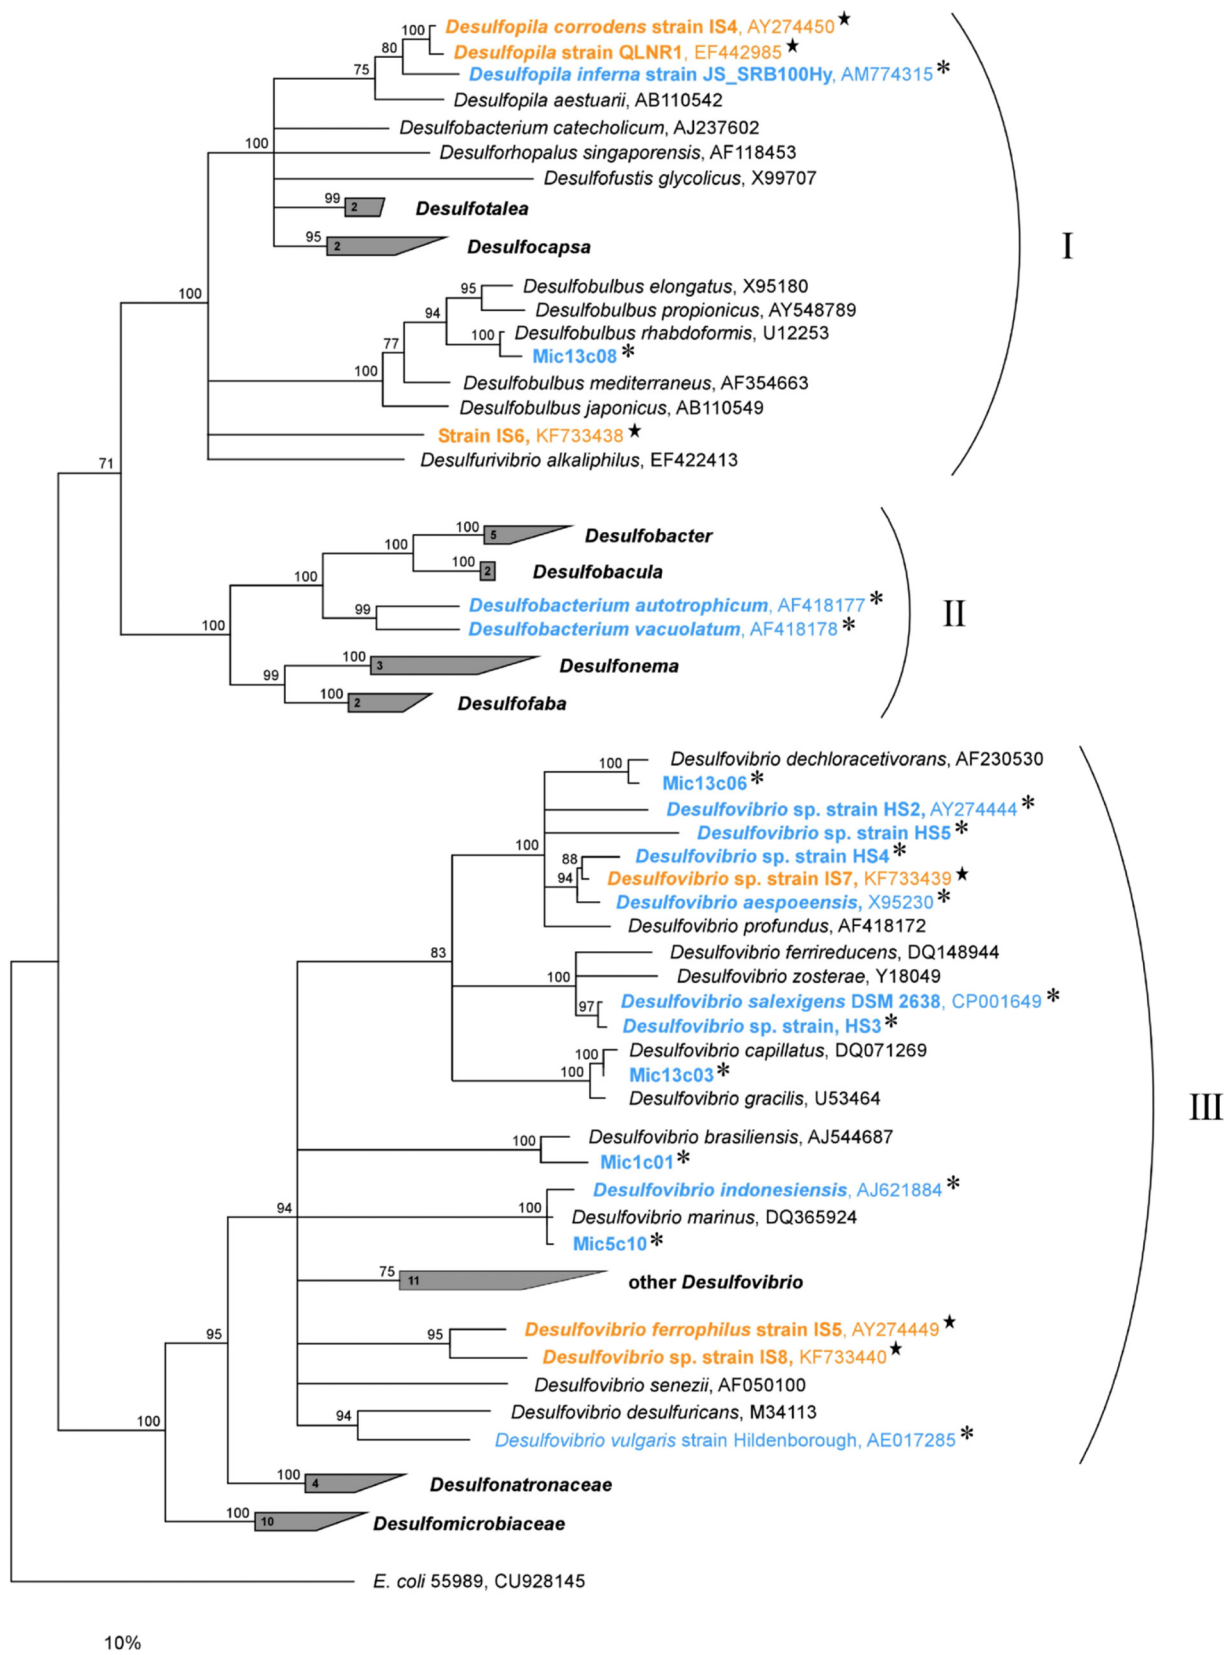 100 Desulfopila corrodens strain IS4, AY274450 ★
80 Desulfopila strain QLNR1, EF442985 ★
75 Desulfopila inferna strain JS_SRB100Hy, AM774315 *
Desulfopila aestuarii, AB110542
Desulfobacterium catecholicum, AJ237602
100 Desulforhopalus singaporensis, AF118453
Desulfofustis glycolicus, X99707
99 2 Desulfotalea
95 2 Desulfocapsa
I
100
95 Desulfobulbus elongatus, X95180
94 Desulfobulbus propionicus, AY548789
100 Desulfobulbus rhabdoformis, U12253
77 Mic13c08 *
100 Desulfobulbus mediterraneus, AF354663
Desulfobulbus japonicus, AB110549
Strain IS6, KF733438 ★
71 Desulfurivibrio alkaliphilus, EF422413
100 5 Desulfobacter
100
100 2 Desulfobacula
100
99 Desulfobacterium autotrophicum, AF418177 *
100 Desulfobacterium vacuolatum, AF418178 *
II
100 3 Desulfonema
99
100 2 Desulfofaba
100 Desulfovibrio dechloracetivorans, AF230530
Mic13c06 *
Desulfovibrio sp. strain HS2, AY274444 *
Desulfovibrio sp. strain HS5 *
100 88 Desulfovibrio sp. strain HS4 *
94 Desulfovibrio sp. strain IS7, KF733439 ★
Desulfovibrio aespoeensis, X95230 *
Desulfovibrio profundus, AF418172
83 Desulfovibrio ferrireducens, DQ148944
100 Desulfovibrio zosterae, Y18049
97 Desulfovibrio salexigens DSM 2638, CP001649 *
Desulfovibrio sp. strain, HS3 *
100 Desulfovibrio capillatus, DQ071269
100 Mic13c03 *
Desulfovibrio gracilis, U53464
III
100 Desulfovibrio brasiliensis, AJ544687
Mic1c01 *
Desulfovibrio indonesiensis, AJ621884 *
94 100 Desulfovibrio marinus, DQ365924
Mic5c10 *
75 11 other Desulfovibrio
95 95 Desulfovibrio ferrophilus strain IS5, AY274449 ★
Desulfovibrio sp. strain IS8, KF733440 ★
Desulfovibrio senezii, AF050100
100 94 Desulfovibrio desulfuricans, M34113
Desulfovibrio vulgaris strain Hildenborough, AE017285 *
100 4 Desulfonatronaceae
100 10 Desulfomicrobiaceae
E. coli 55989, CU928145
10%